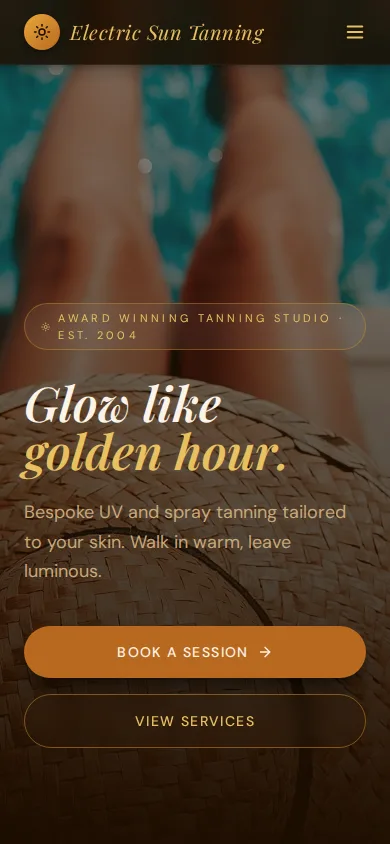 Electric Sun Tanning
AWARD WINNING TANNING STUDIO ·
EST. 2004
Glow like
golden hour.
Bespoke UV and spray tanning tailored
to your skin. Walk in warm, leave
luminous.
BOOK A SESSION →
VIEW SERVICES